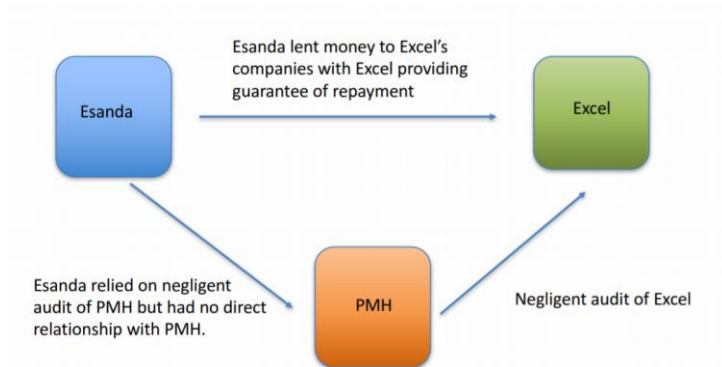 Esanda lent money to Excel's
companies with Excel providing
guarantee of repayment
Esanda
Excel
Esanda relied on negligent
audit of PMH but had no direct
relationship with PMH.
PMH
Negligent audit of Excel